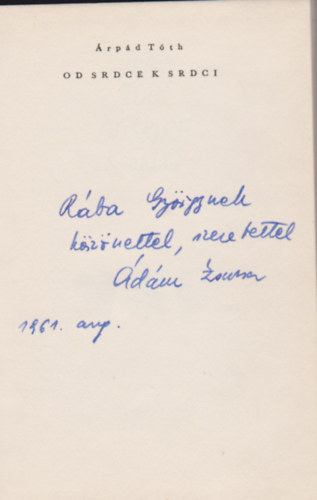 Árpád Tóth
OD SRDCE K SRDCI
Rába Györgynek
köszönettel, szeretettel
Ádám Zsuzsa
1961. aug.